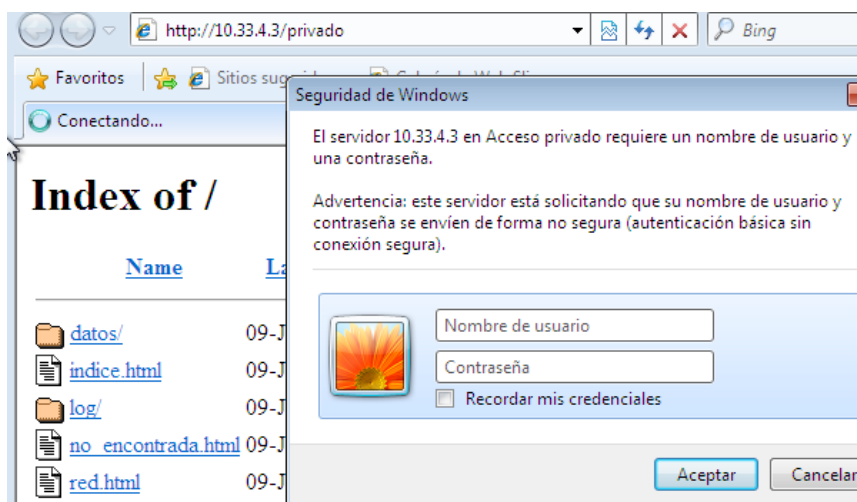 http://10.33.4.3/privado
Bing
Favoritos
Sitios
Conectando...
Index of /
Name
datos/ 09-J
indice.html 09-J
log/ 09-J
no_encontrada.html 09-J
red.html 09-J
Seguridad de Windows
El servidor 10.33.4.3 en Acceso privado requiere un nombre de usuario y
una contraseña.
Advertencia: este servidor está solicitando que su nombre de usuario y
contraseña se envíen de forma no segura (autenticación básica sin
conexión segura).
Nombre de usuario
Contraseña
Recordar mis credenciales
Aceptar
Cancelar